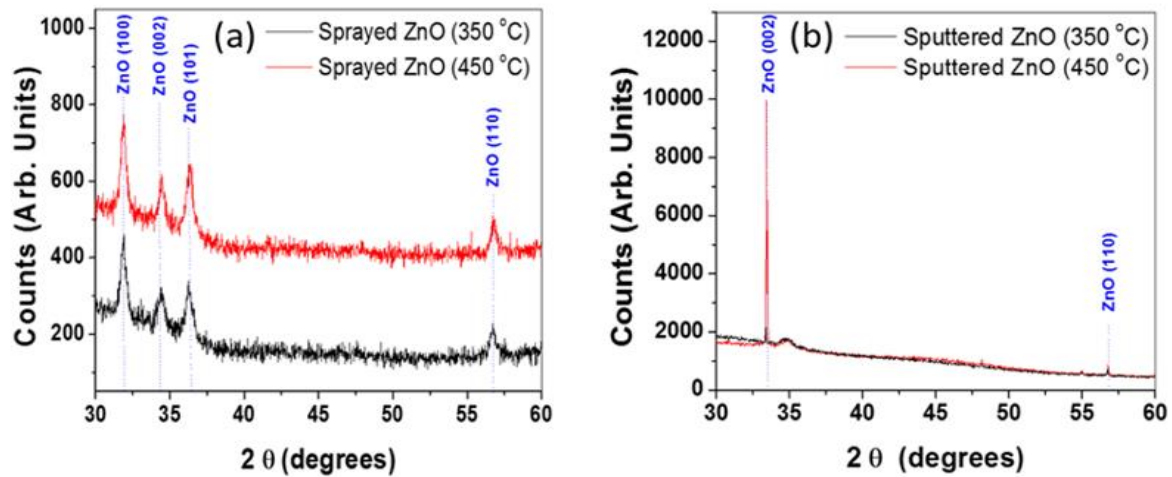 (a)
Sprayed ZnO (350 °C)
Sprayed ZnO (450 °C)
ZnO (100)
ZnO (002)
ZnO (101)
ZnO (110)
1000
800
600
400
200
30 35 40 45 50 55 60
Counts (Arb. Units)
2 θ (degrees)
(b)
Sputtered ZnO (350 °C)
Sputtered ZnO (450 °C)
ZnO (002)
ZnO (110)
12000
10000
8000
6000
4000
2000
0
30 35 40 45 50 55 60
Counts (Arb. Units)
2 θ (degrees)